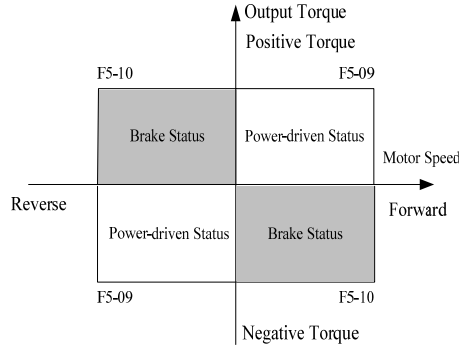 Output Torque
Positive Torque
F5-10
F5-09
Brake Status
Power-driven Status
Motor Speed
Reverse
Forward
Power-driven Status
Brake Status
F5-09
F5-10
Negative Torque